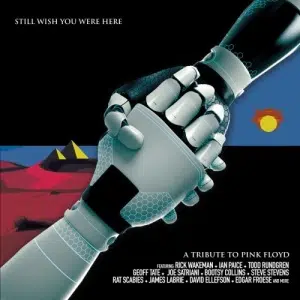 STILL WISH YOU WERE HERE
A TRIBUTE TO PINK FLOYD
FEATURING RICK WAKEMAN • IAN PAICE • TODD RUNDGREN
GEOFF TATE • JOE SATRIANI • BOOTSY COLLINS • STEVE STEVENS
RAT SCABIES • JAMES LABRIE • DAVID ELLEFSON • EDGAR FROESE AND MORE